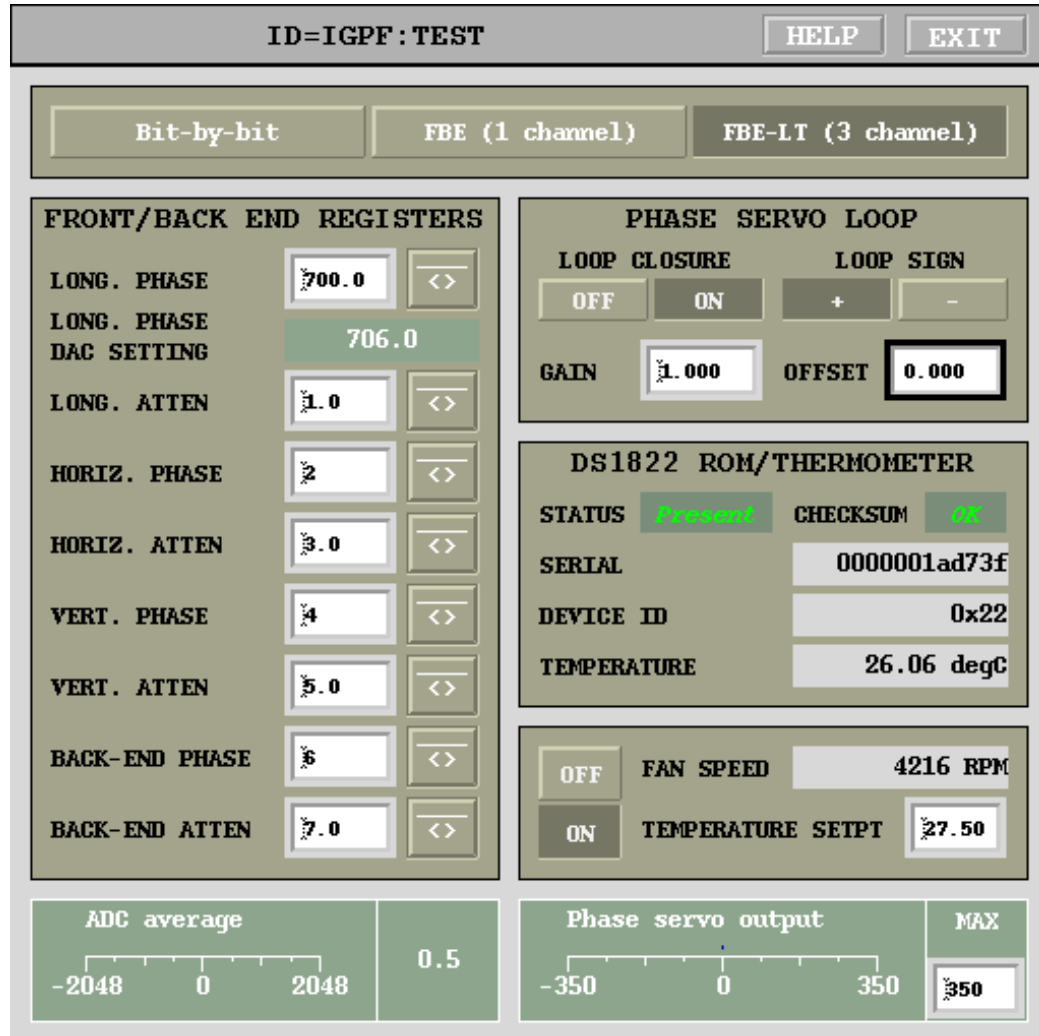 ID=IGPF:TEST HELP EXIT
Bit-by-bit FBE (1 channel) FBE-LT (3 channel)
FRONT/BACK END REGISTERS
LONG. PHASE 700.0 <>
LONG. PHASE
DAC SETTING 706.0
LONG. ATTEN 1.0 <>
HORIZ. PHASE 2 <>
HORIZ. ATTEN 3.0 <>
VERT. PHASE 4 <>
VERT. ATTEN 5.0 <>
BACK-END PHASE 6 <>
BACK-END ATTEN 7.0 <>
PHASE SERVO LOOP
LOOP CLOSURE LOOP SIGN
OFF ON + -
GAIN 1.000 OFFSET 0.000
DS1822 ROM/THERMOMETER
STATUS Present CHECKSUM OK
SERIAL 0000001ad73f
DEVICE ID 0x22
TEMPERATURE 26.06 degC
OFF FAN SPEED 4216 RPM
ON TEMPERATURE SETPT 27.50
ADC average
-2048 0 2048
0.5
Phase servo output
-350 0 350
MAX
350